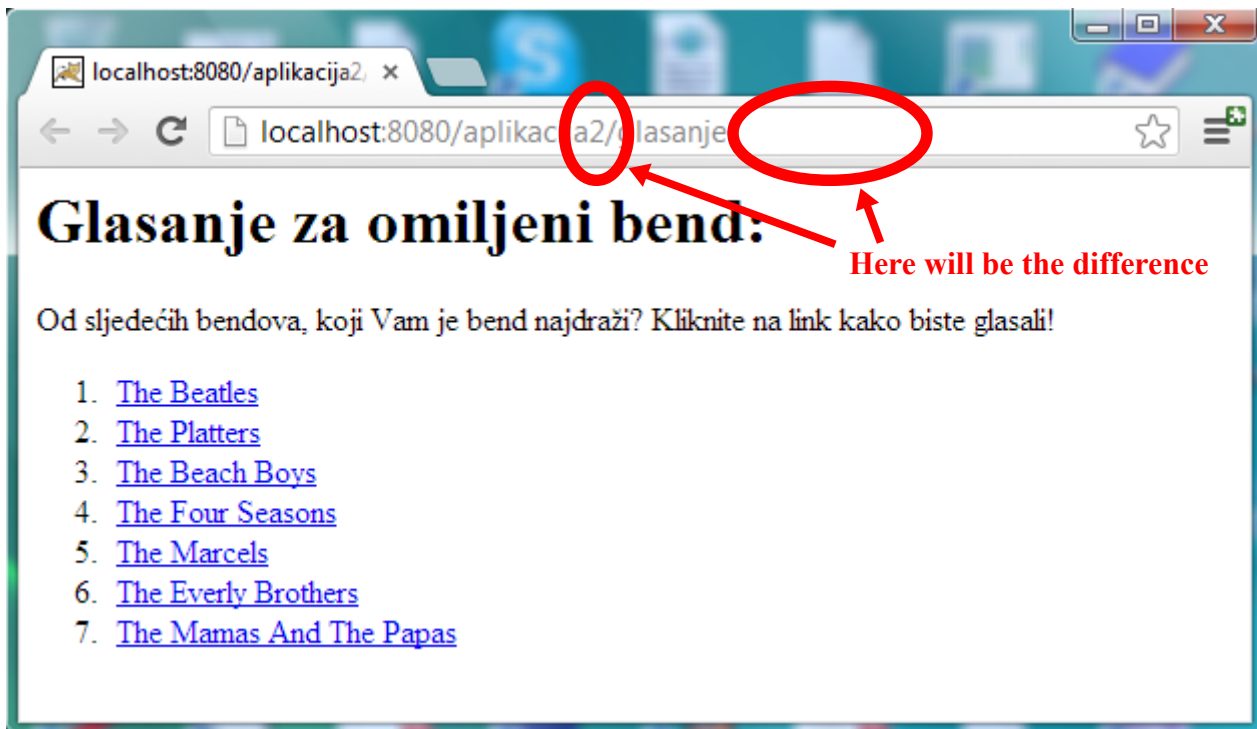 localhost:8080/aplikacija2/
localhost:8080/aplikacija2/glasanje
Glasanje za omiljeni bend:
Here will be the difference
Od sljedećih bendova, koji Vam je bend najdraži? Kliknite na link kako biste glasali!
1. The Beatles
2. The Platters
3. The Beach Boys
4. The Four Seasons
5. The Marcels
6. The Everly Brothers
7. The Mamas And The Papas